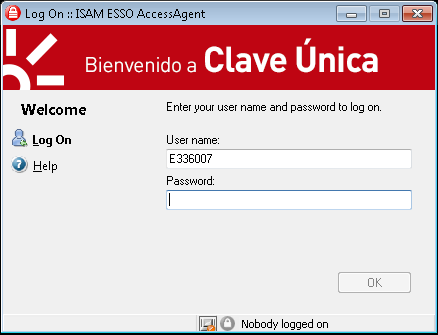 Log On :: ISAM ESSO AccessAgent
Bienvenido a Clave Única
Welcome
Enter your user name and password to log on.
Log On
Help
User name:
E336007
Password:
OK
Nobody logged on